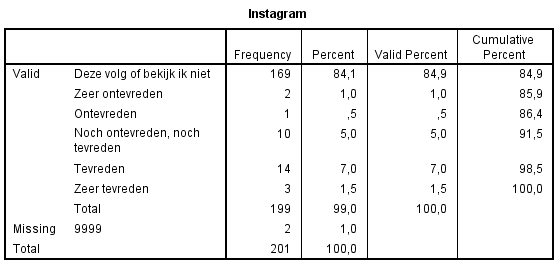 Instagram
Frequency Percent Valid Percent Cumulative Percent
Valid Deze volg of bekijk ik niet 169 84,1 84,9 84,9
Zeer ontevreden 2 1,0 1,0 85,9
Ontevreden 1 ,5 ,5 86,4
Noch ontevreden, noch tevreden 10 5,0 5,0 91,5
Tevreden 14 7,0 7,0 98,5
Zeer tevreden 3 1,5 1,5 100,0
Total 199 99,0 100,0
Missing 9999 2 1,0
Total 201 100,0